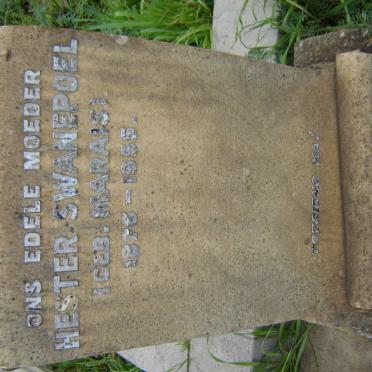 ONS EDELE MOEDER
HESTER SWANEPOEL
(GEB. MARAIS)
1878 – 1955.